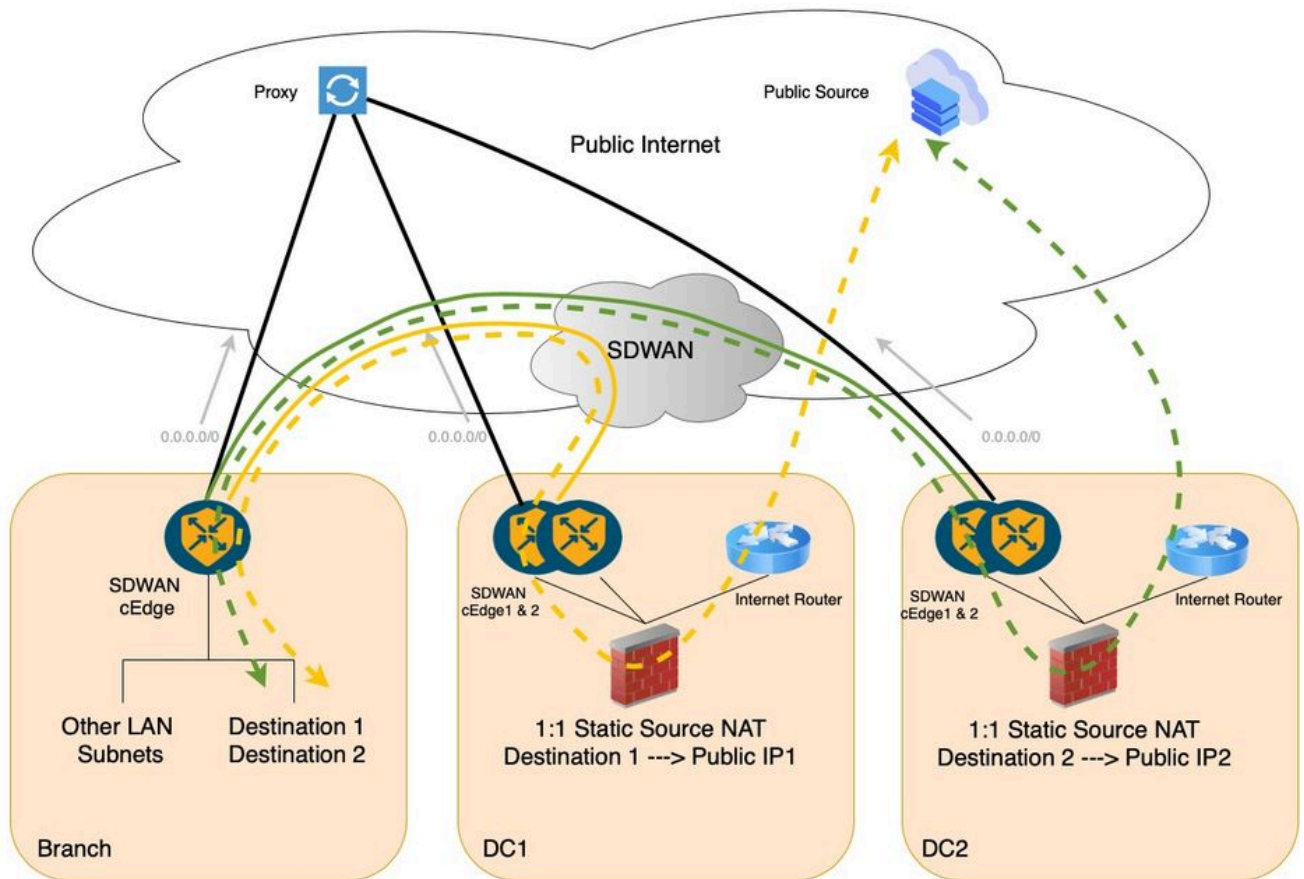 Proxy
Public Source
Public Internet
SDWAN
0.0.0.0/0
0.0.0.0/0
0.0.0.0/0
SDWAN
cEdge
Other LAN
Subnets
Destination 1
Destination 2
Branch
SDWAN
cEdge1 & 2
Internet Router
1:1 Static Source NAT
Destination 1 ---> Public IP1
DC1
SDWAN
cEdge1 & 2
Internet Router
1:1 Static Source NAT
Destination 2 ---> Public IP2
DC2